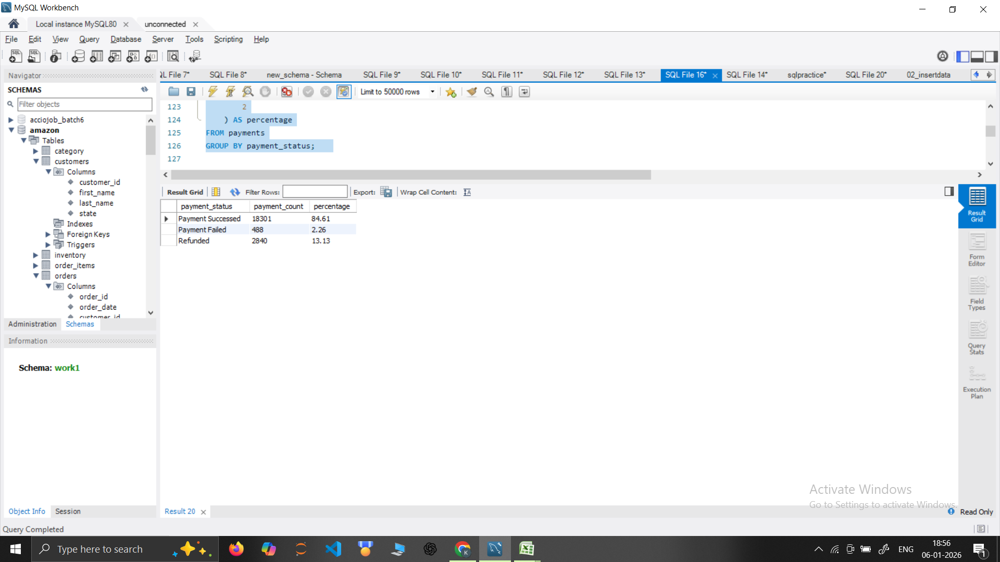 MySQL Workbench
Local instance MySQL80
unconnected
File Edit View Query Database Server Tools Scripting Help
Navigator
SCHEMAS
Filter objects
acciojob_batch6
amazon
Tables
category
customers
Columns
customer_id
first_name
last_name
state
Indexes
Foreign Keys
Triggers
inventory
order_items
orders
Columns
order_id
order_date
customer_id
Administration Schemas
Information
Schema: work1
Object Info Session
QL File 7* SQL File 8* new_schema - Schema SQL File 9* SQL File 10* SQL File 11* SQL File 12* SQL File 13* SQL File 16* SQL File 14* sqlpractice* SQL File 20* 02_insertdata
Limit to 50000 rows
123 2
124 ) AS percentage
125 FROM payments
126 GROUP BY payment_status;
127
Result Grid Filter Rows: Export: Wrap Cell Content:
payment_status payment_count percentage
Payment Successed 18301 84.61
Payment Failed 488 2.26
Refunded 2840 13.13
Result Grid
Form Editor
Field Types
Query Stats
Execution Plan
Activate Windows
Go to Settings to activate Windows.
Result 20
Read Only
Query Completed
Type here to search
ENG
18:56
06-01-2026
1